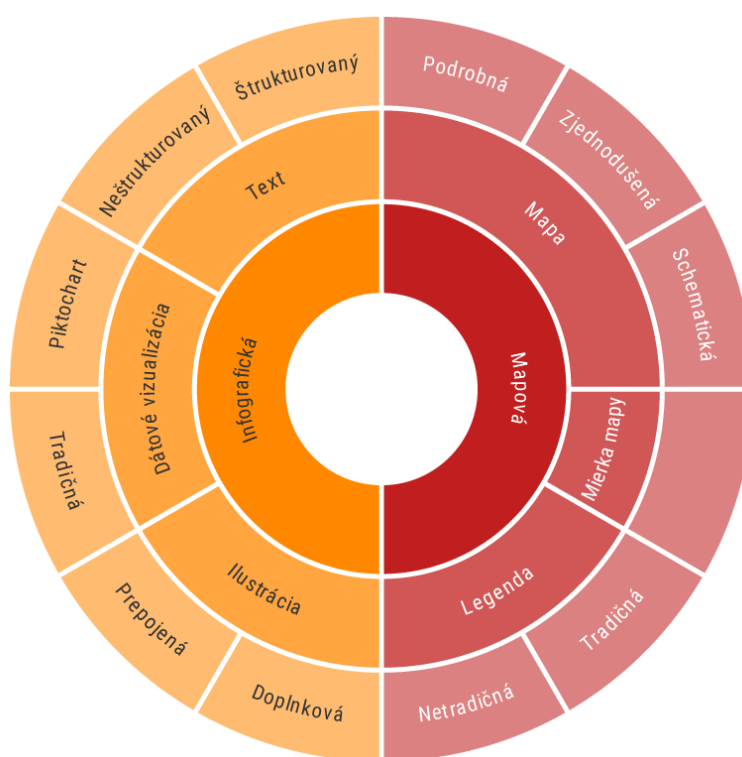 Štrukturovaný
Podrobná
Neštrukturovaný
Zjednodušená
Text
Mapa
Piktochart
Schematická
Dátové vizualizácia
Infografická
Mapová
Mierka mapy
Tradičná
Ilustrácia
Legenda
Prepojená
Tradičná
Doplnková
Netradičná